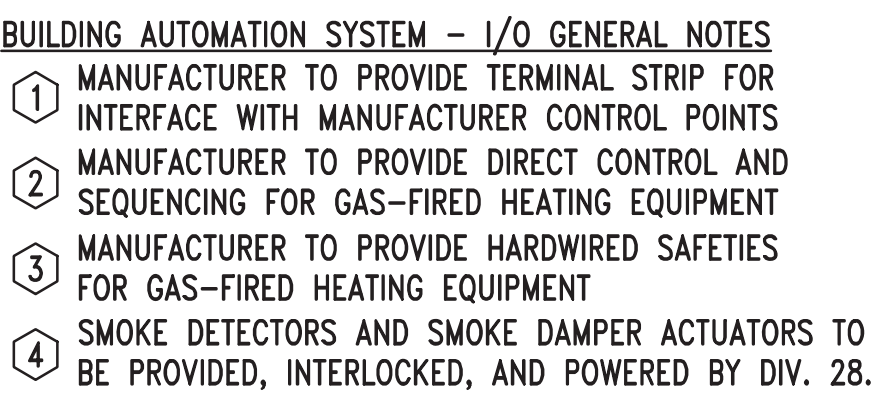 BUILDING AUTOMATION SYSTEM - I/O GENERAL NOTES
1 MANUFACTURER TO PROVIDE TERMINAL STRIP FOR
INTERFACE WITH MANUFACTURER CONTROL POINTS
2 MANUFACTURER TO PROVIDE DIRECT CONTROL AND
SEQUENCING FOR GAS-FIRED HEATING EQUIPMENT
3 MANUFACTURER TO PROVIDE HARDWIRED SAFETIES
FOR GAS-FIRED HEATING EQUIPMENT
4 SMOKE DETECTORS AND SMOKE DAMPER ACTUATORS TO
BE PROVIDED, INTERLOCKED, AND POWERED BY DIV. 28.